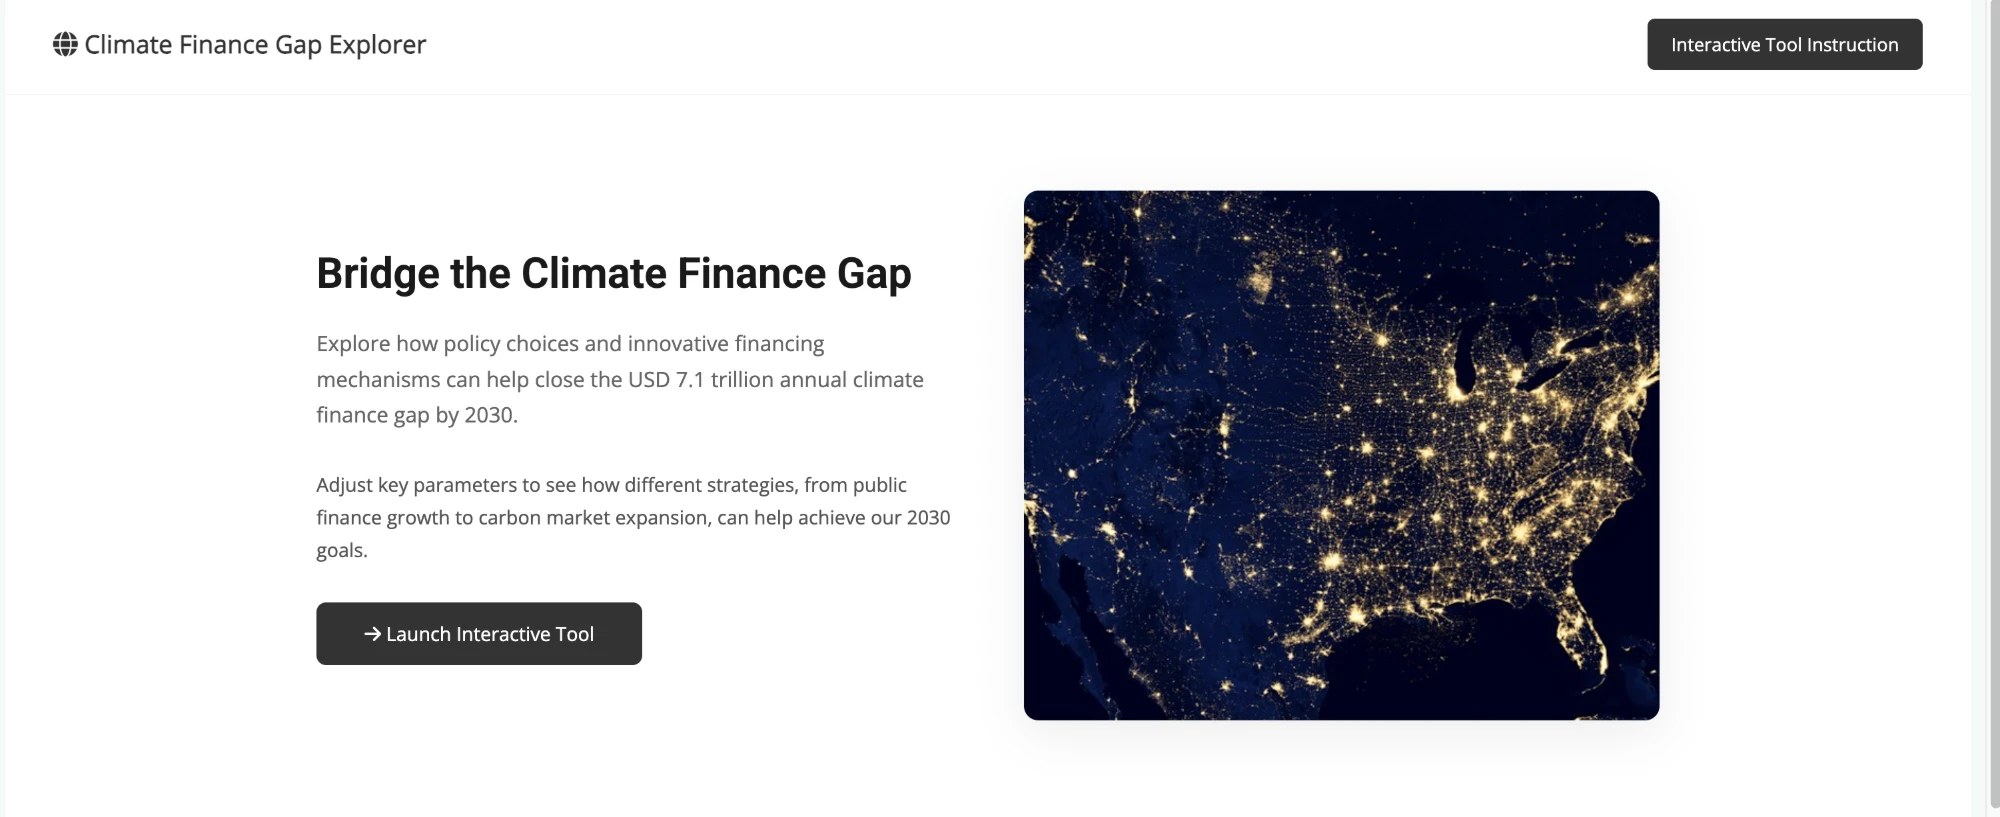 Climate Finance Gap Explorer
Interactive Tool Instruction
Bridge the Climate Finance Gap
Explore how policy choices and innovative financing
mechanisms can help close the USD 7.1 trillion annual climate
finance gap by 2030.
Adjust key parameters to see how different strategies, from public
finance growth to carbon market expansion, can help achieve our 2030
goals.
→ Launch Interactive Tool